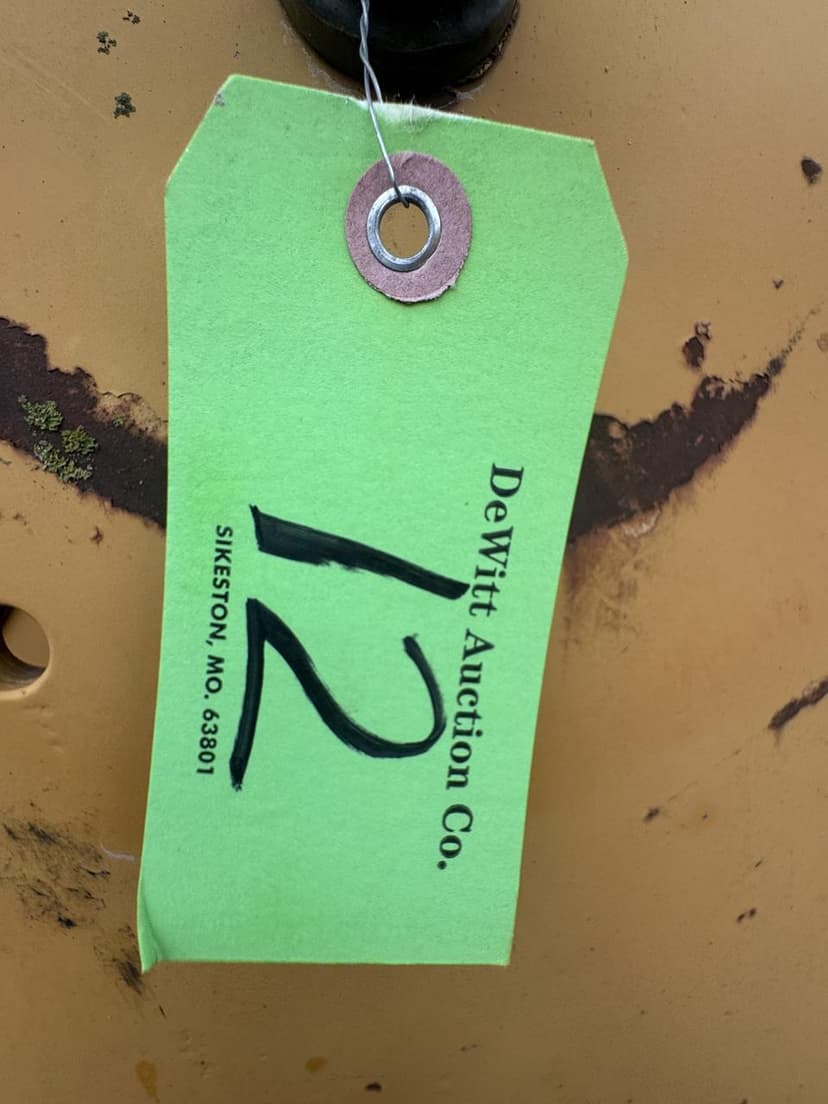 DeWitt Auction Co.
12
SIKESTON, MO. 63801